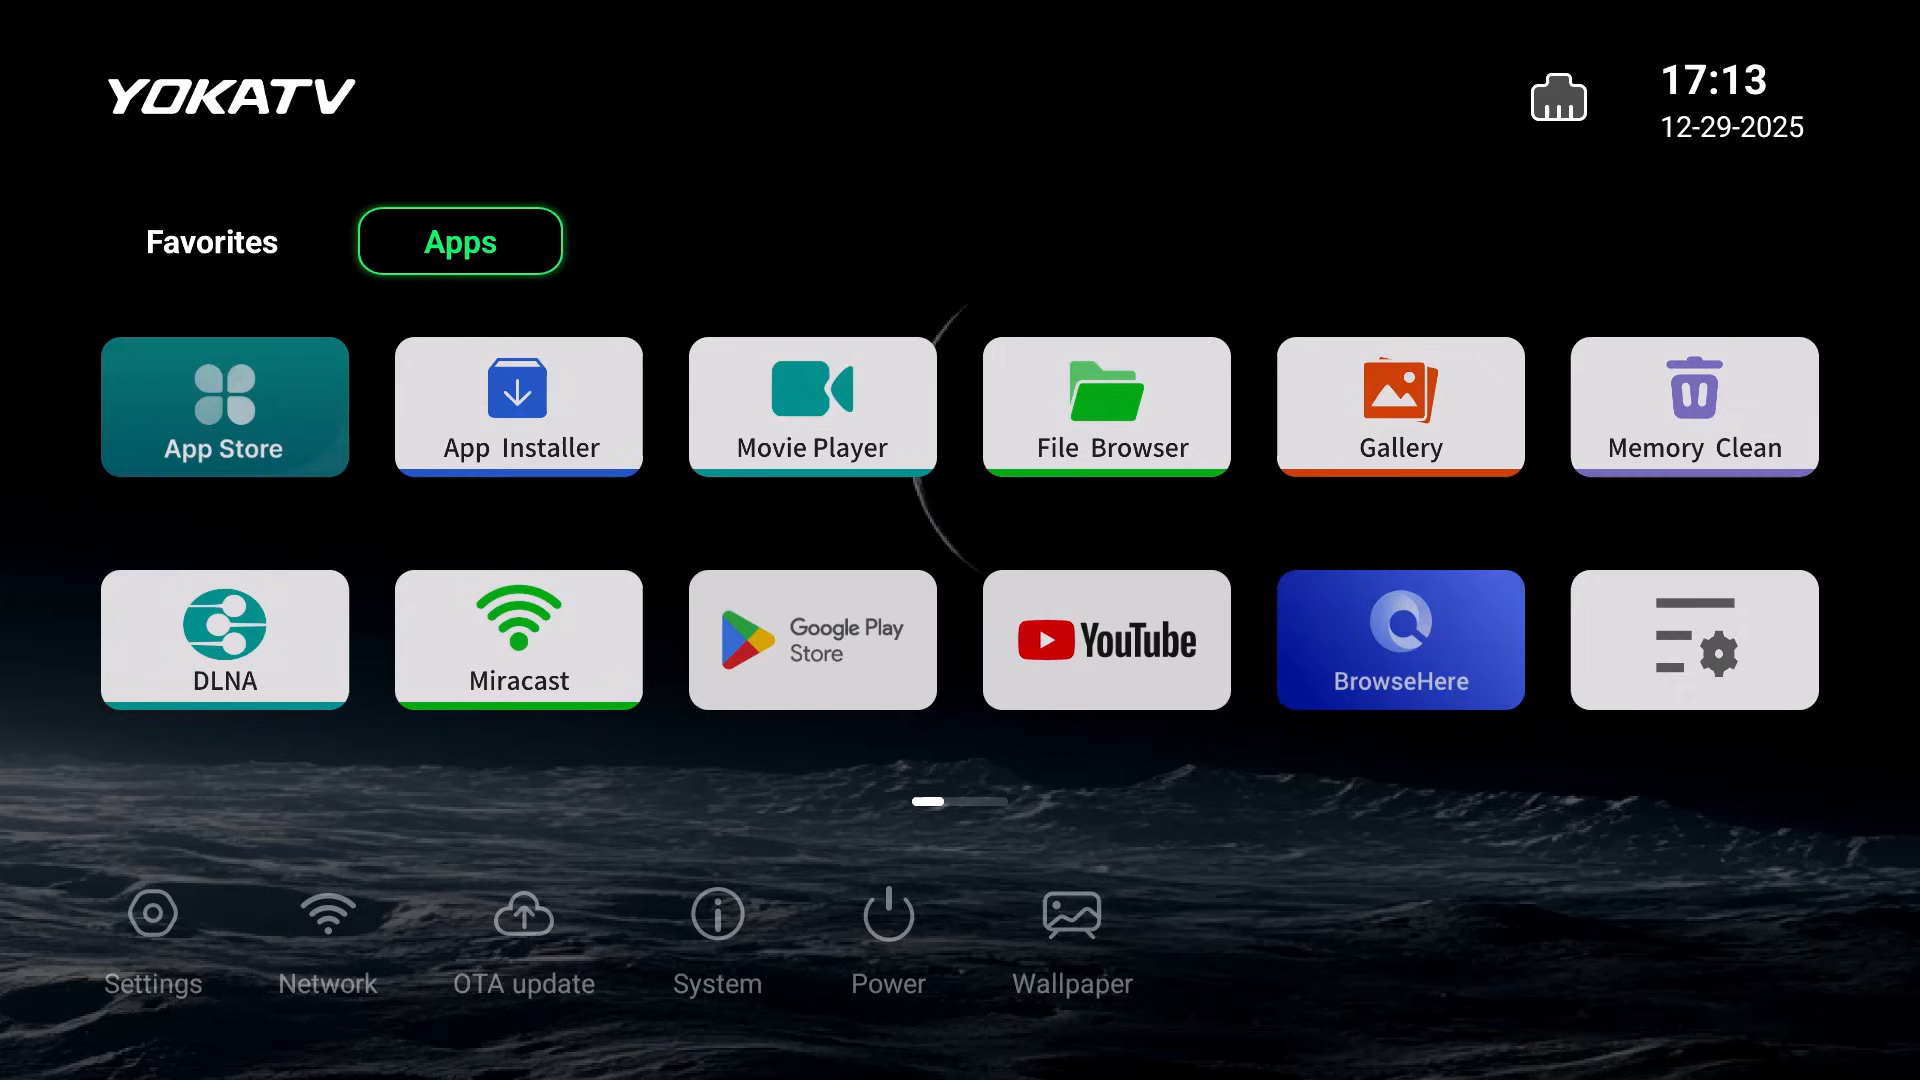 YOKATV
17:13
12-29-2025
Favorites
Apps
App Store
App Installer
Movie Player
File Browser
Gallery
Memory Clean
DLNA
Miracast
Google Play
Store
YouTube
BrowseHere
Settings
Network
OTA update
System
Power
Wallpaper